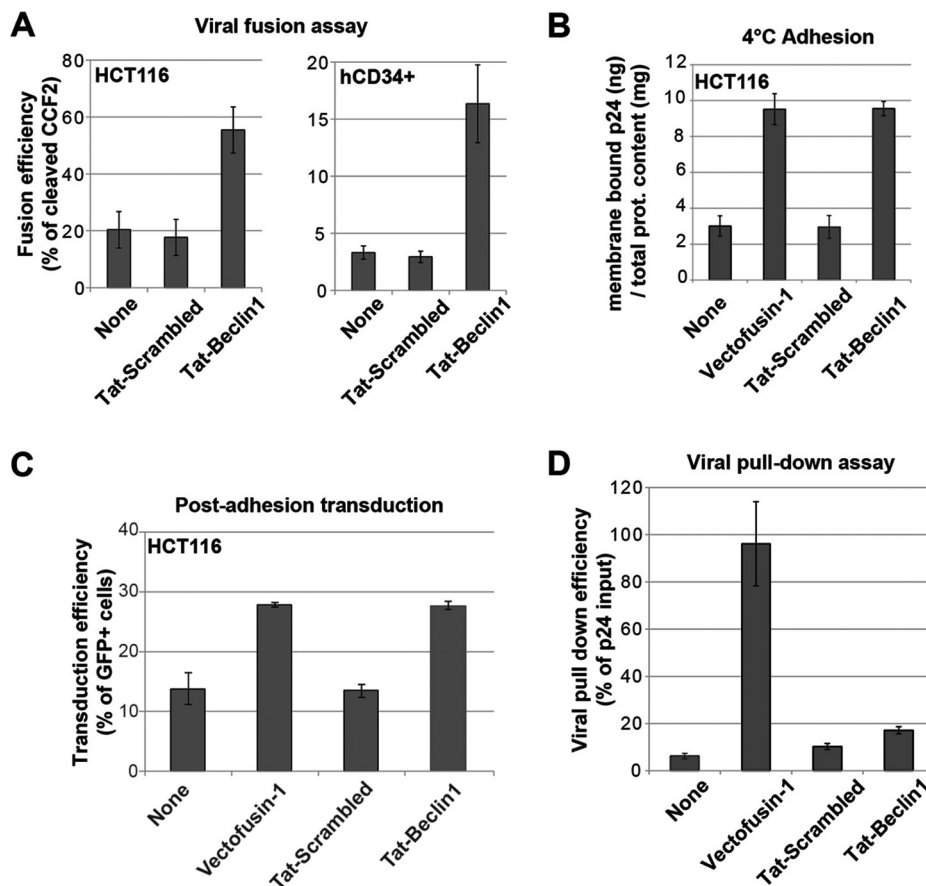 A
Viral fusion assay
Fusion efficiency
(% of cleaved CCF2)
80
60
40
20
0
HCT116
None
Tat-Scrambled
Tat-Beclin1
20
15
10
5
0
hCD34+
None
Tat-Scrambled
Tat-Beclin1
B
4°C Adhesion
membrane bound p24 (ng)
/ total prot. content (mg)
12
10
8
6
4
2
0
HCT116
None
Vectofusin-1
Tat-Scrambled
Tat-Beclin1
C
Post-adhesion transduction
Transduction efficiency
(% of GFP+ cells)
40
30
20
10
0
HCT116
None
Vectofusin-1
Tat-Scrambled
Tat-Beclin1
D
Viral pull-down assay
Viral pull down efficiency
(% of p24 input)
120
100
80
60
40
20
0
None
Vectofusin-1
Tat-Scrambled
Tat-Beclin1